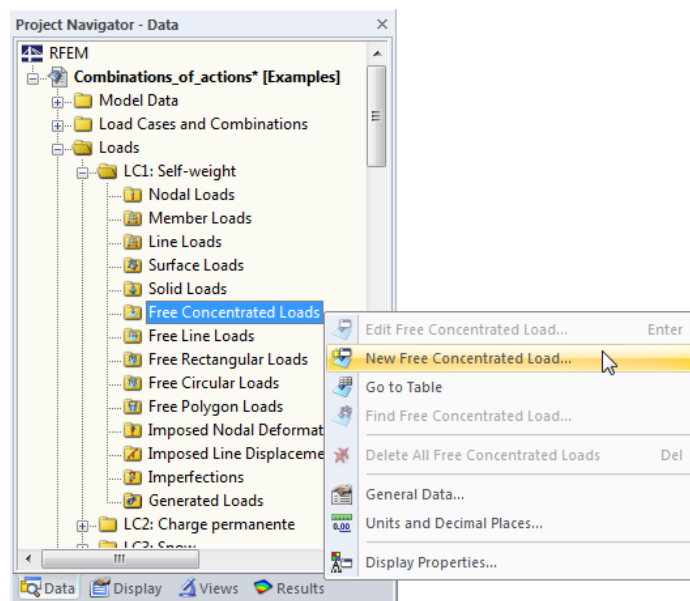 Project Navigator - Data
RFEM
Combinations_of_actions* [Examples]
Model Data
Load Cases and Combinations
Loads
LC1: Self-weight
Nodal Loads
Member Loads
Line Loads
Surface Loads
Solid Loads
Free Concentrated Loads
Free Line Loads
Free Rectangular Loads
Free Circular Loads
Free Polygon Loads
Imposed Nodal Deformat
Imposed Line Displaceme
Imperfections
Generated Loads
LC2: Charge permanente
LC3: Snow
Data Display Views Results
Edit Free Concentrated Load... Enter
New Free Concentrated Load...
Go to Table
Find Free Concentrated Load...
Delete All Free Concentrated Loads Del
General Data...
0.00 Units and Decimal Places...
Display Properties...